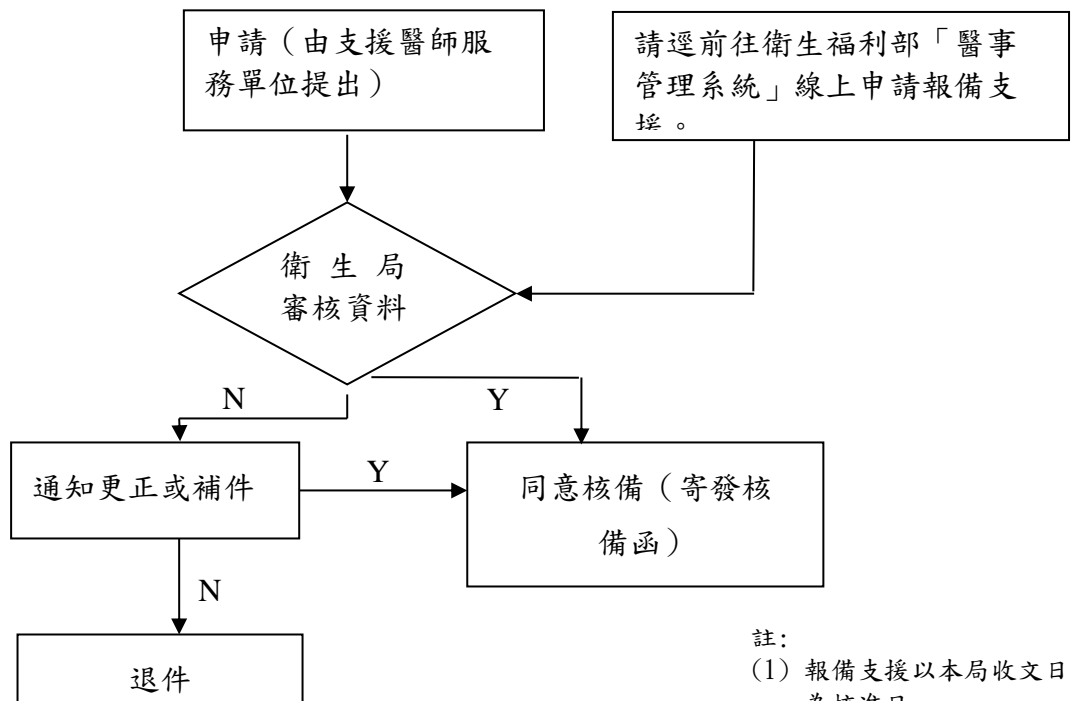 申請（由支援醫師服
務單位提出）
請逕前往衛生福利部「醫事
管理系統」線上申請報備支
援。
衛生局
審核資料
N
Y
通知更正或補件
Y
同意核備（寄發核
備函）
N
退件
註：
(1) 報備支援以本局收文日